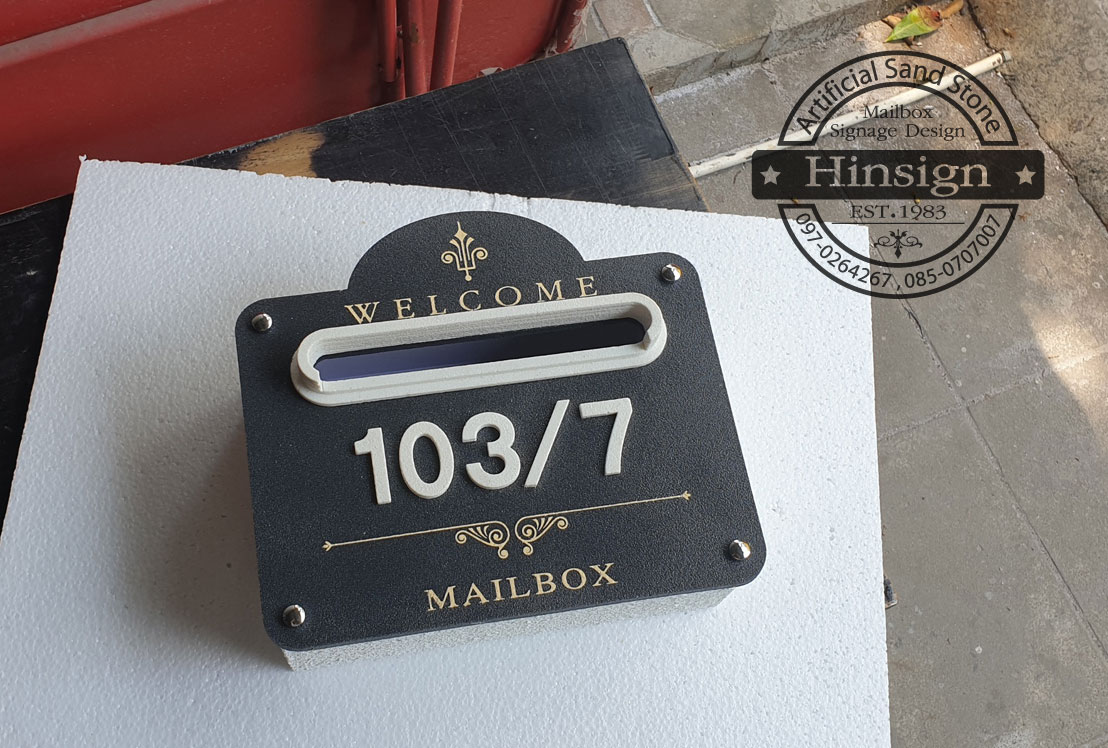 WELCOME
103/7
MAILBOX
Artificial Sand Stone
Mailbox
Signage Design
Hinsign
EST.1983
097-0264267 , 085-0707007